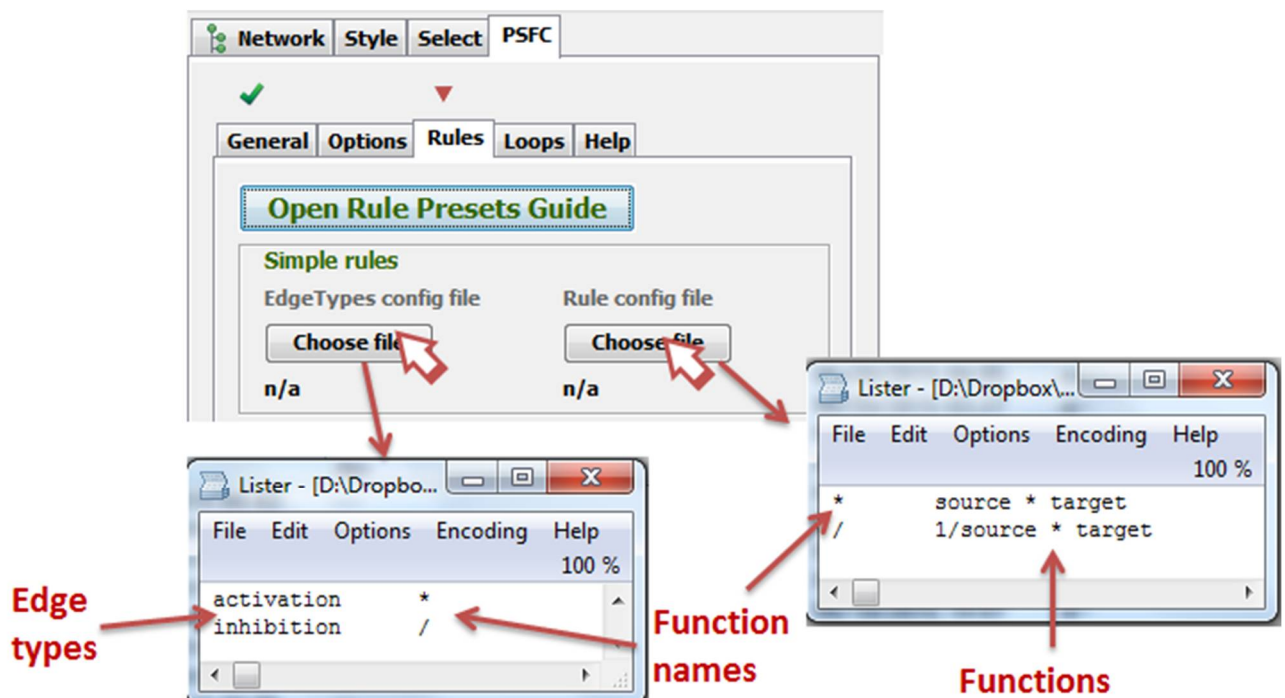 Network Style Select PSFC
General Options Rules Loops Help
Open Rule Presets Guide
Simple rules
EdgeTypes config file Rule config file
Choose file Choose file
n/a n/a
Lister - [D:\Dropbox\...
File Edit Options Encoding Help
100 %
* source * target
/ 1/source * target
Lister - [D:\Dropbo...
File Edit Options Encoding Help
100 %
activation *
inhibition /
Edge
types
Function
names
Functions